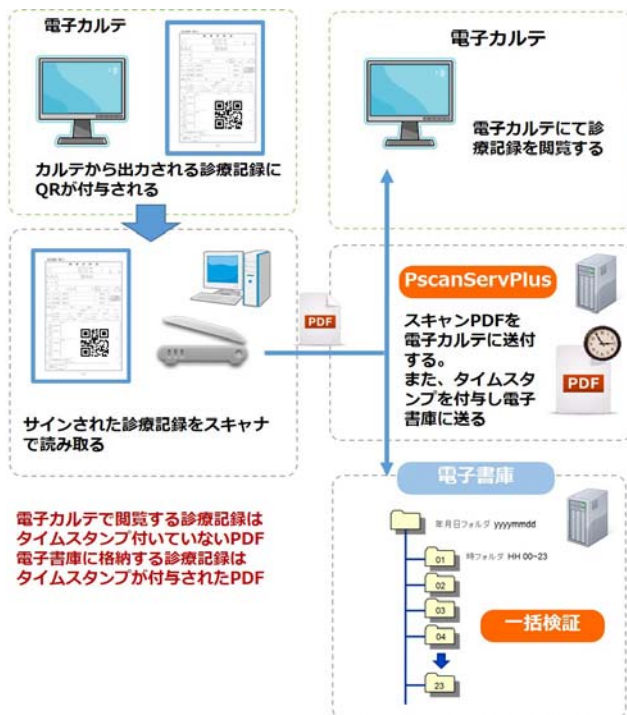 電子カルテ
カルテから出力される診療記録に
QRが付与される
電子カルテ
電子カルテにて診
療記録を閲覧する
サインされた診療記録をスキャナ
で読み取る
PDF
PscanServPlus
スキャンPDFを
電子カルテに送付
する。
また、タイムスタ
ンプを付与し電子
書庫に送る
PDF
電子カルテで閲覧する診療記録は
タイムスタンプ付いていないPDF
電子書庫に格納する診療記録は
タイムスタンプが付与されたPDF
電子書庫
年月日フォルダ yyyymmdd
01 時フォルダ HH 00~23
02
03
04
23
一括検証